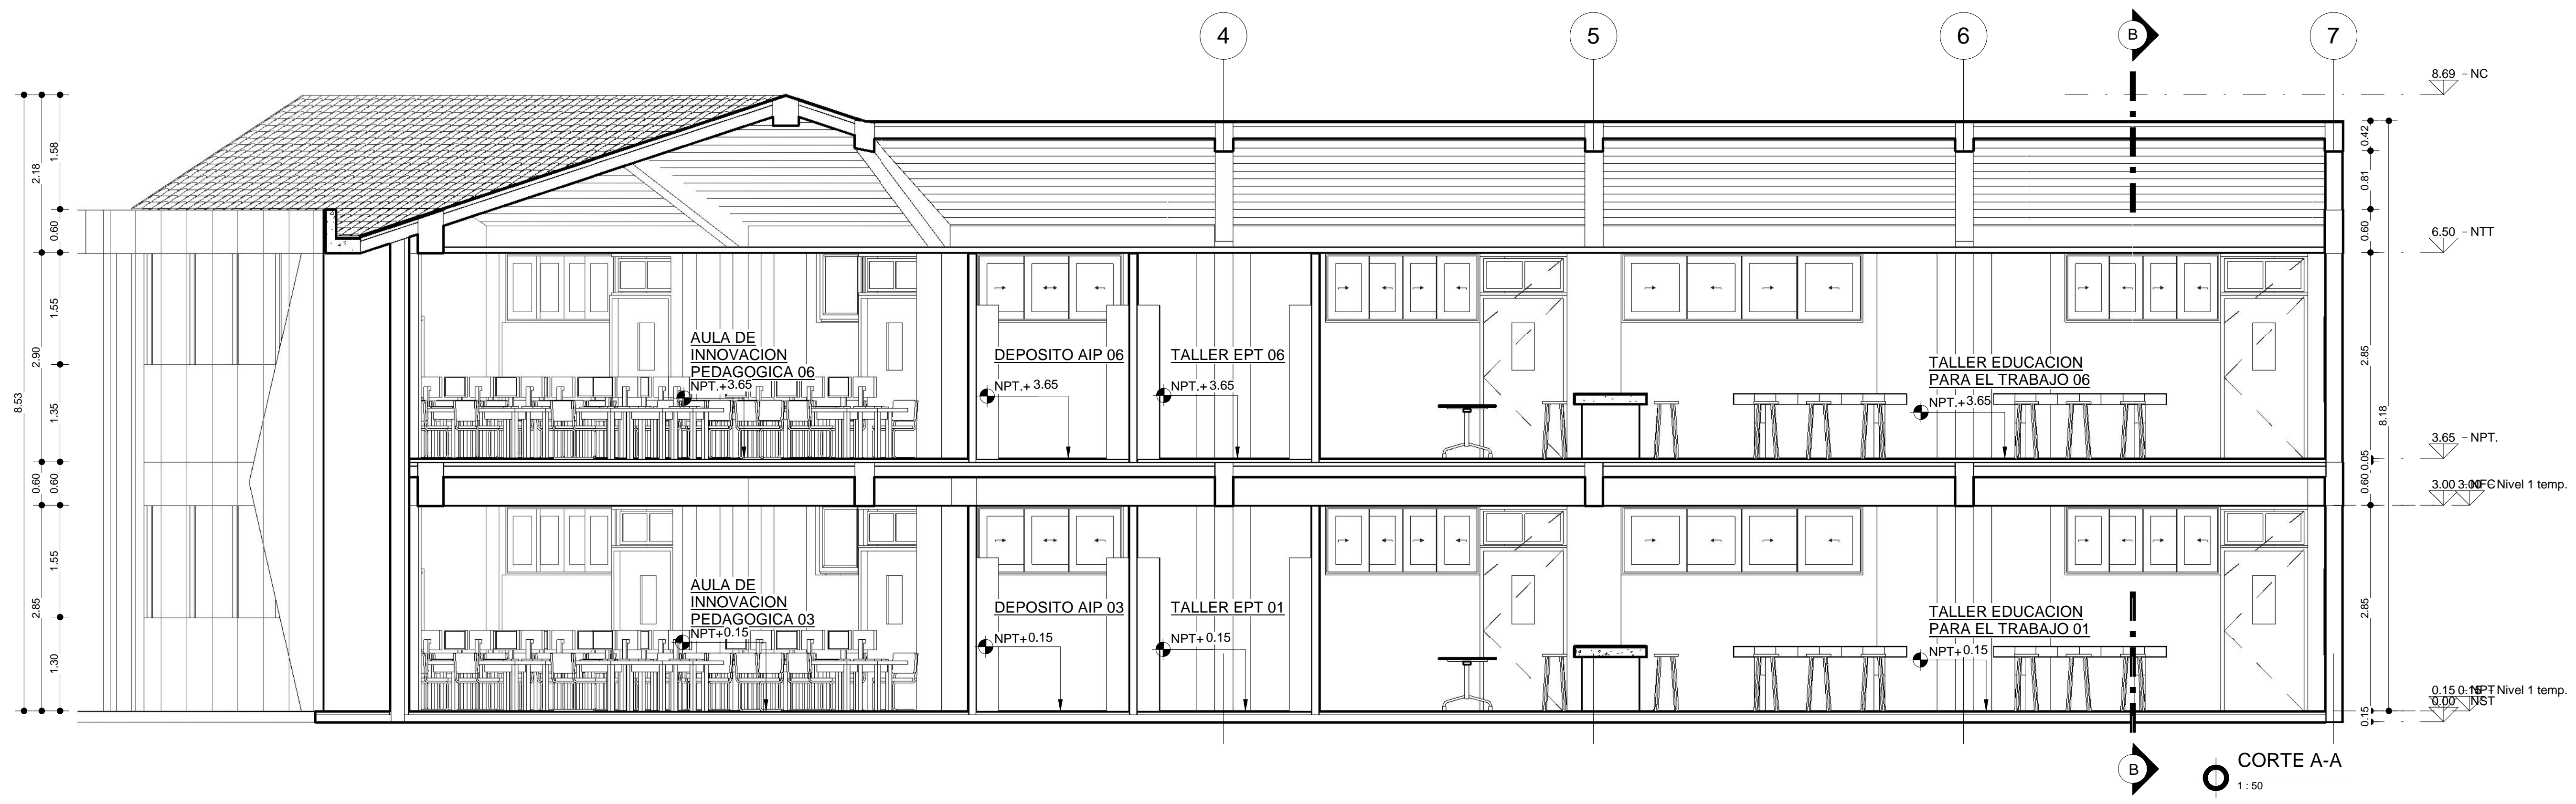 4
5
6
B
7
8.69 - NC
6.50 - NTT
3.65 - NPT.
0.00 NST
8.53
2.18
2.90
0.60
2.85
1.58
0.60
1.55
1.35
0.60
1.55
1.30
AULA DE
INNOVACION
PEDAGOGICA 06
NPT.+ 3.65
DEPOSITO AIP 06
NPT.+ 3.65
TALLER EPT 06
NPT.+ 3.65
TALLER EDUCACION
PARA EL TRABAJO 06
NPT.+ 3.65
AULA DE
INNOVACION
PEDAGOGICA 03
NPT+ 0.15
DEPOSITO AIP 03
NPT+ 0.15
TALLER EPT 01
NPT+ 0.15
TALLER EDUCACION
PARA EL TRABAJO 01
NPT+ 0.15
0.42
0.81
0.60
2.85
0.05
0.60
2.85
0.15
8.18
3.00
Nivel 1 temp.
0.15
Nivel 1 temp.
B
CORTE A-A
1 : 50